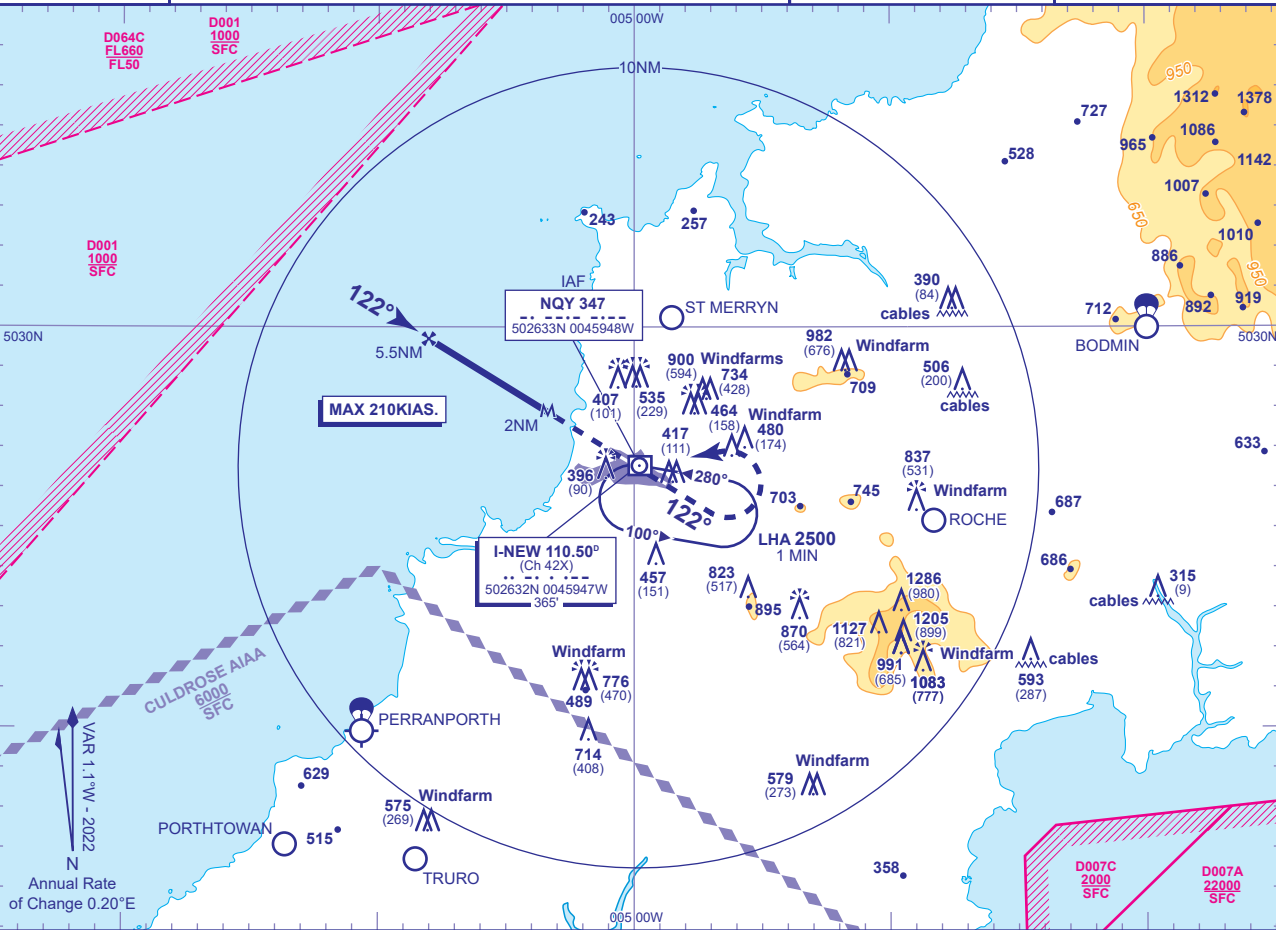 005 00W
D001
1000
SFC
D064C
FL660
FL50
10NM
950
1312
1378
727
965
1086
1142
528
1007
650
243
257
1010
D001
1000
SFC
886
950
IAF
NQY 347
-. --.- -.--
502633N 0045948W
390
(84)
cables
122°
ST MERRYN
712
892
919
5030N
5.5NM
BODMIN
5030N
982
(676)
Windfarm
900
(594)
Windfarms
734
(428)
709
506
(200)
cables
407
(101)
535
(229)
464
(158)
MAX 210KIAS.
2NM
Windfarm
480
(174)
417
(111)
633
396
(90)
280°
837
(531)
Windfarm
703
745
687
122°
ROCHE
100°
LHA 2500
1 MIN
I-NEW 110.50D
(Ch 42X)
.. -. . .--
502632N 0045947W
365'
457
(151)
823
(517)
895
686
315
(9)
cables
1286
(980)
870
(564)
1127
(821)
1205
(899)
Windfarm
991
(685)
1083
(777)
cables
593
(287)
Windfarm
776
(470)
489
CULDROSE AIAA
6000
SFC
PERRANPORTH
714
(408)
VAR 1.1°W - 2022
629
Windfarm
579
(273)
575
(269)
Windfarm
PORTHTOWAN
515
N
Annual Rate
of Change 0.20°E
TRURO
358
D007C
2000
SFC
D007A
22000
SFC
005 00W